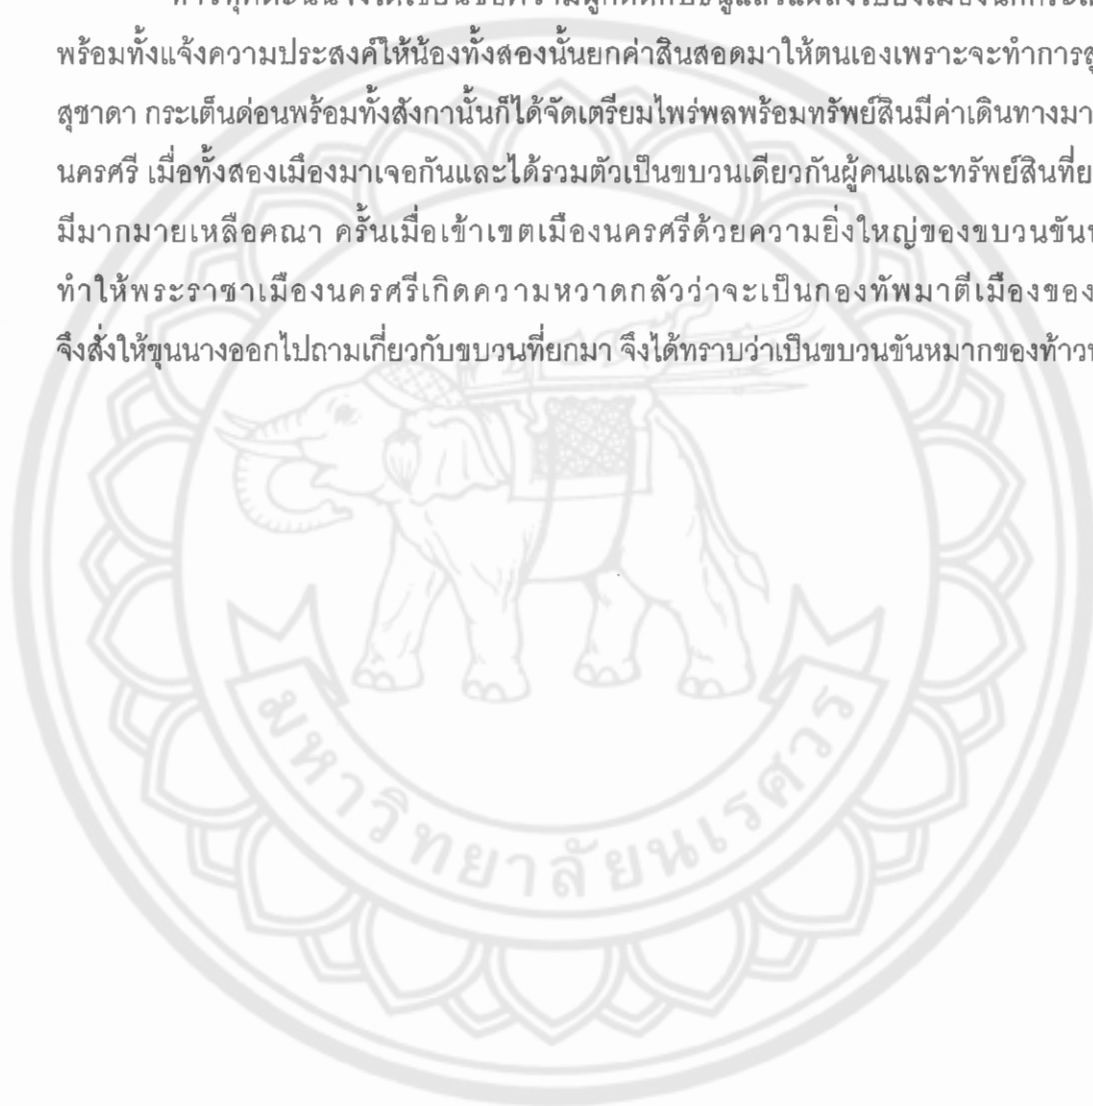 พร้อมทั้งแจ้งความประสงค์ให้น้องทั้งสองนั้นยกค่าสินสอดมาให้ตนเองเพราะจะทำการสู
สุชาดา กระเต็นด่อนพร้อมทั้งสังกานั้นก็ได้จัดเตรียมไพร่พลพร้อมทรัพย์สินมีค่าเดินทางมา
นครศรี เมื่อทั้งสองเมืองมาเจอกันและได้รวมตัวเป็นขบวนเดียวกันผู้คนและทรัพย์สินที่ย
มีมากมายเหลือคณา ครั้นเมื่อเข้าเขตเมืองนครศรีด้วยความยิ่งใหญ่ของขบวนขัน
ทำให้พระราชาเมืองนครศรีเกิดความหวาดกลัวว่าจะเป็นกองทัพมาตีเมืองของ
จึงสั่งให้ขุนนางออกไปถามเกี่ยวกับขบวนที่ยกมา จึงได้ทราบว่าเป็นขบวนขันหมากของท้าว
มหาวิทยาลัยนเรศวร